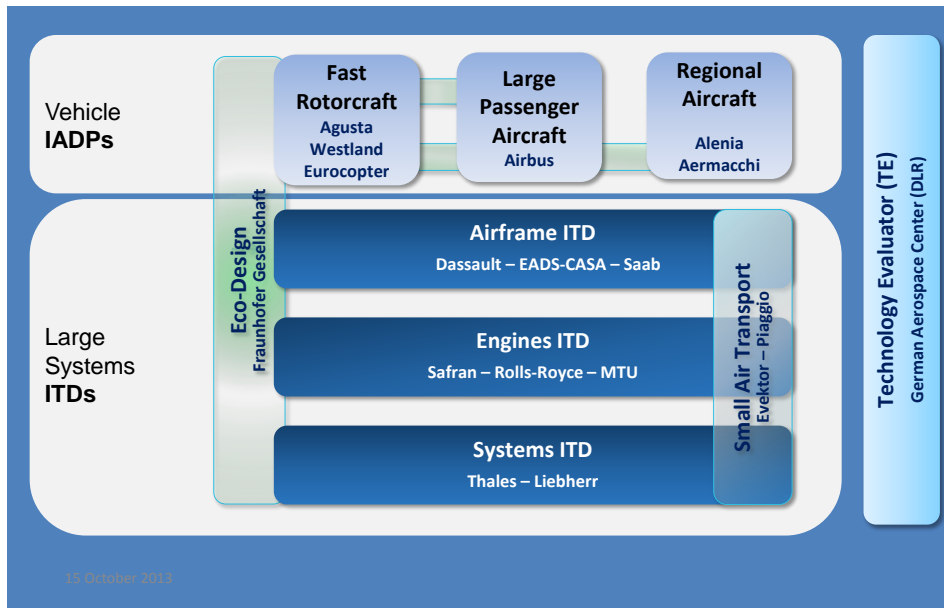 Vehicle
IADPs
Fast
Rotorcraft
Agusta
Westland
Eurocopter
Large
Passenger
Aircraft
Airbus
Regional
Aircraft
Alenia
Aermacchi
Large
Systems
ITDs
Eco-Design
Fraunhofer Gesellschaft
Airframe ITD
Dassault – EADS-CASA – Saab
Engines ITD
Safran – Rolls-Royce – MTU
Systems ITD
Thales – Liebherr
Small Air Transport
Evektor – Piaggio
Technology Evaluator (TE)
German Aerospace Center (DLR)
15 October 2013